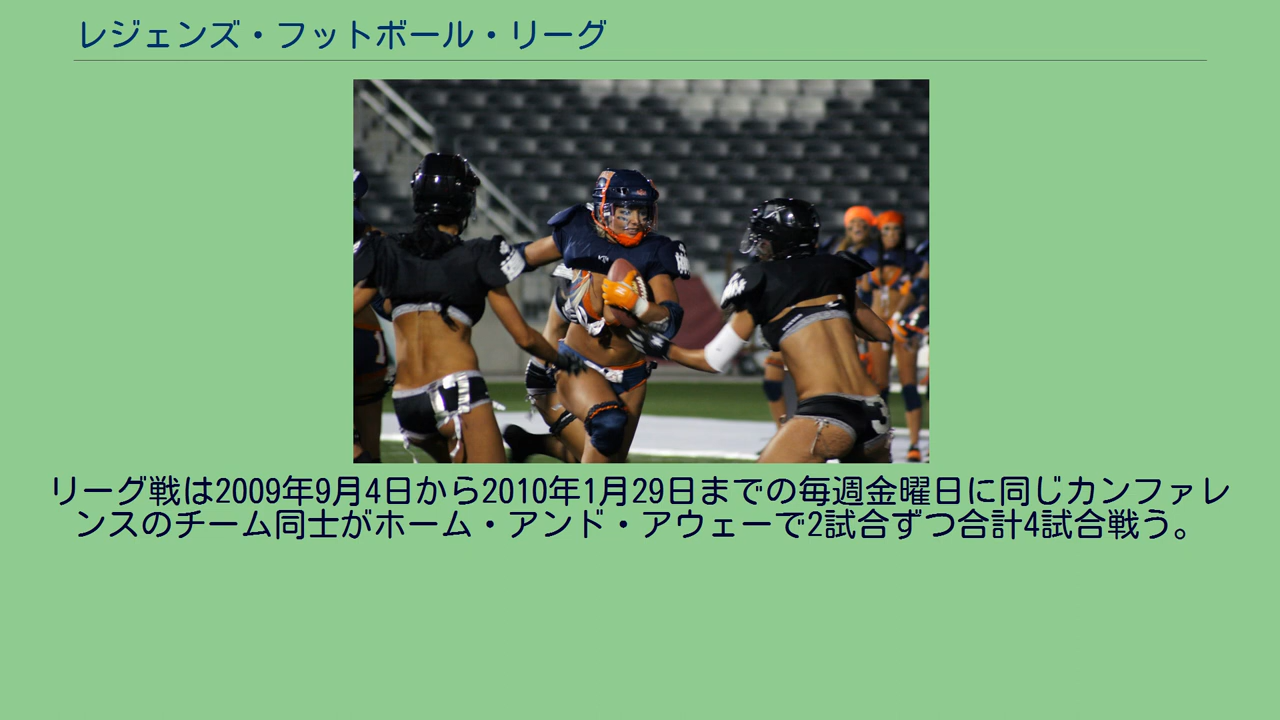 レジェンズ・フットボール・リーグ
リーグ戦は2009年9月4日から2010年1月29日までの毎週金曜日に同じカンファレ
ンスのチーム同士がホーム・アンド・アウェーで2試合ずつ合計4試合戦う。